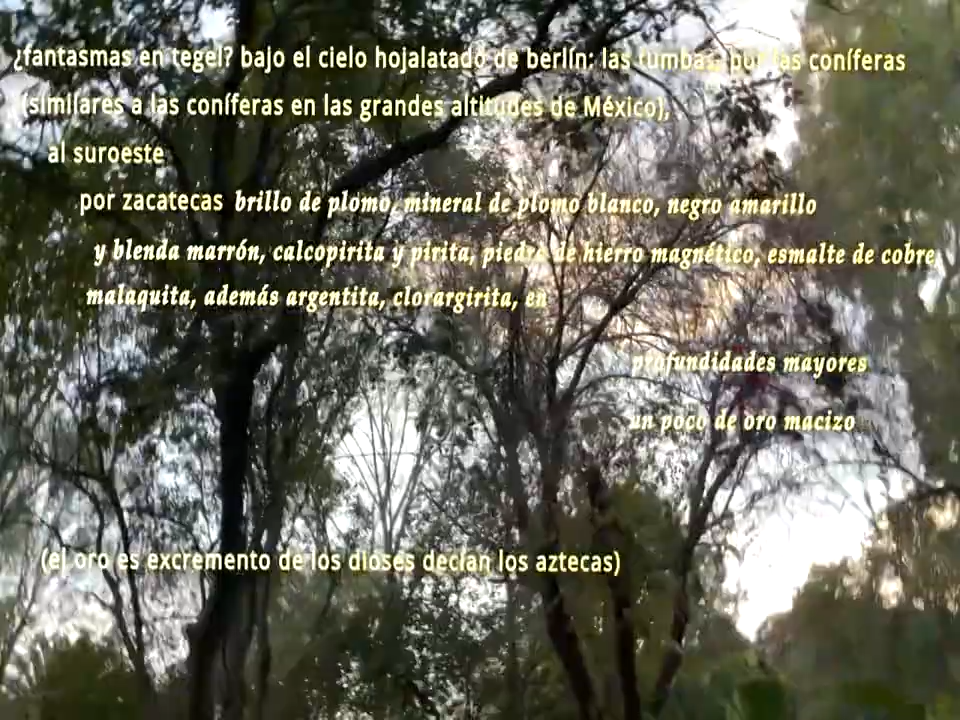 ¿fantasmas en tegel? bajo el cielo hojalatado de berlín: las tumbas, por las coníferas
(similares a las coníferas en las grandes altitudes de México),
al suroeste
por zacatecas brillo de plomo, mineral de plomo blanco, negro amarillo
y blenda marrón, calcopirita y pirita, piedra de hierro magnético, esmalte de cobre,
malaquita, además argentita, clorargirita, en
profundidades mayores
un poco de oro macizo
(el oro es excremento de los dioses decían los aztecas)